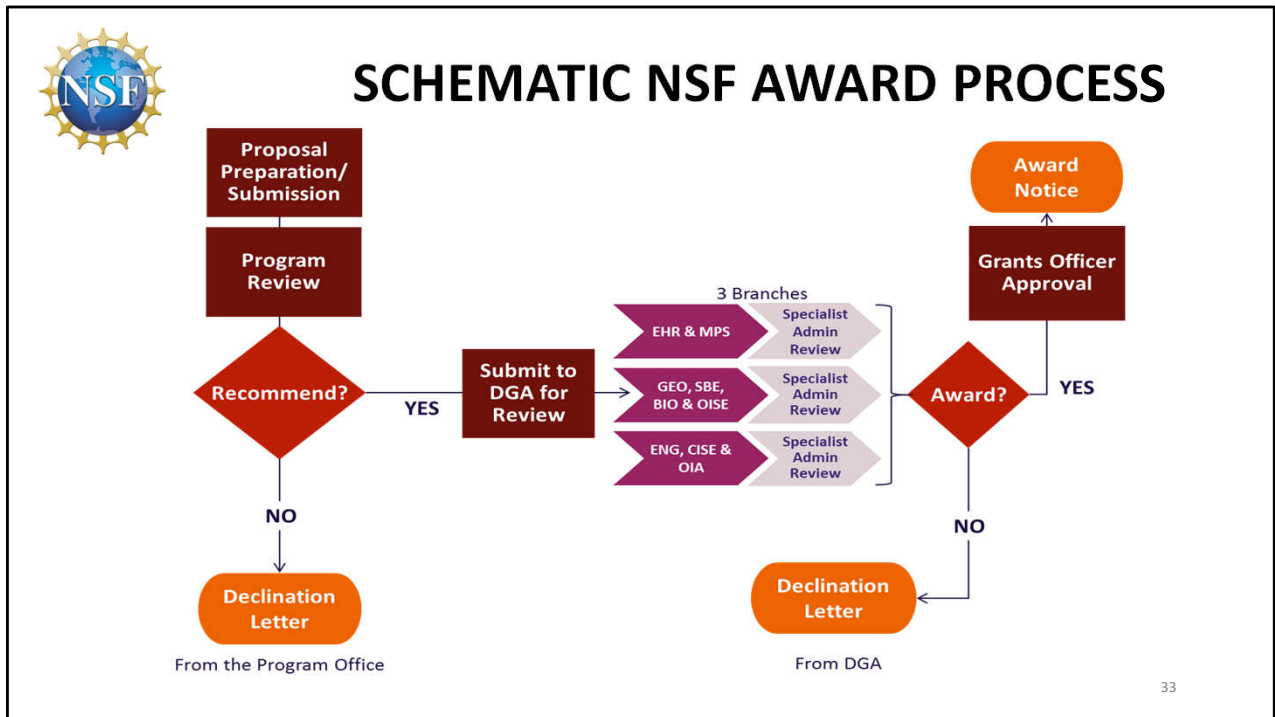 NSF
SCHEMATIC NSF AWARD PROCESS
Proposal
Preparation/
Submission
Program
Review
Recommend?
YES
NO
Declination
Letter
From the Program Office
Submit to
DGA for
Review
3 Branches
EHR & MPS
Specialist
Admin
Review
GEO, SBE,
BIO & OISE
Specialist
Admin
Review
ENG, CISE &
OIA
Specialist
Admin
Review
Award?
YES
Grants Officer
Approval
Award
Notice
NO
Declination
Letter
From DGA
33